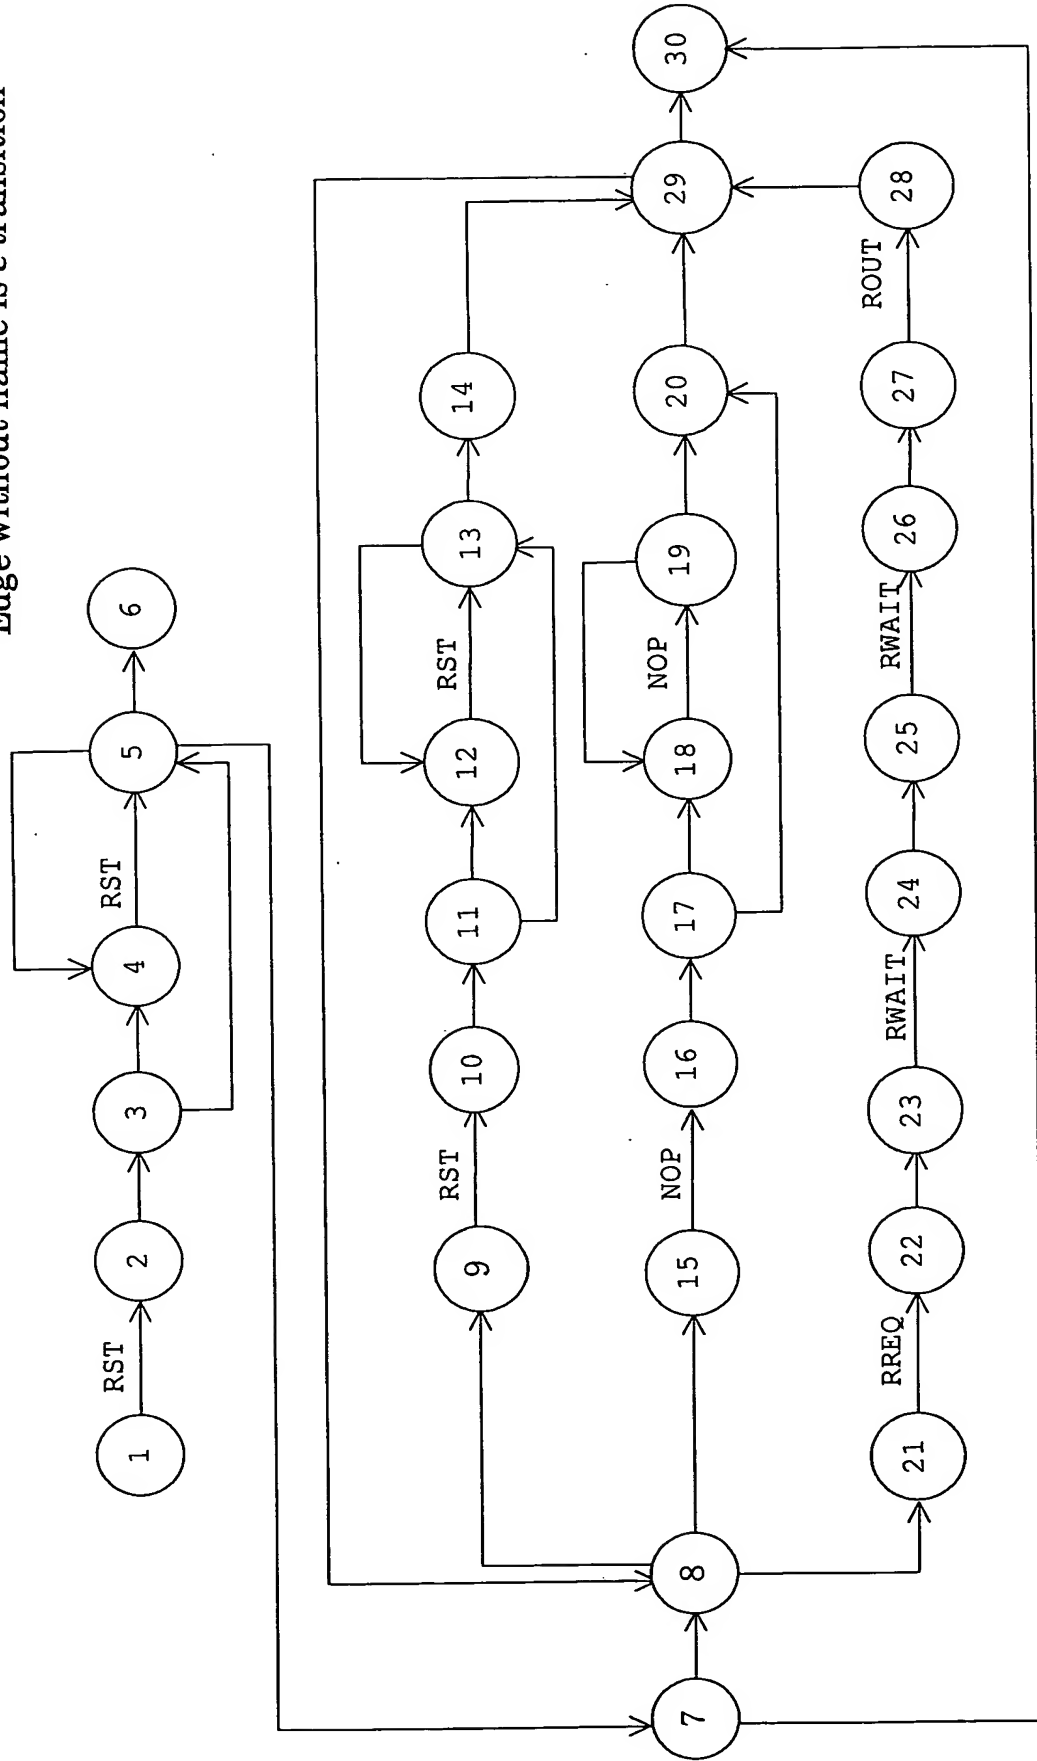 Edge without name is ε transition
1
RST
2
3
4
RST
5
6
7
8
9
RST
10
11
12
RST
13
14
15
NOP
16
17
18
NOP
19
20
21
RREQ
22
23
RWAIT
24
25
RWAIT
26
27
ROUT
28
29
30